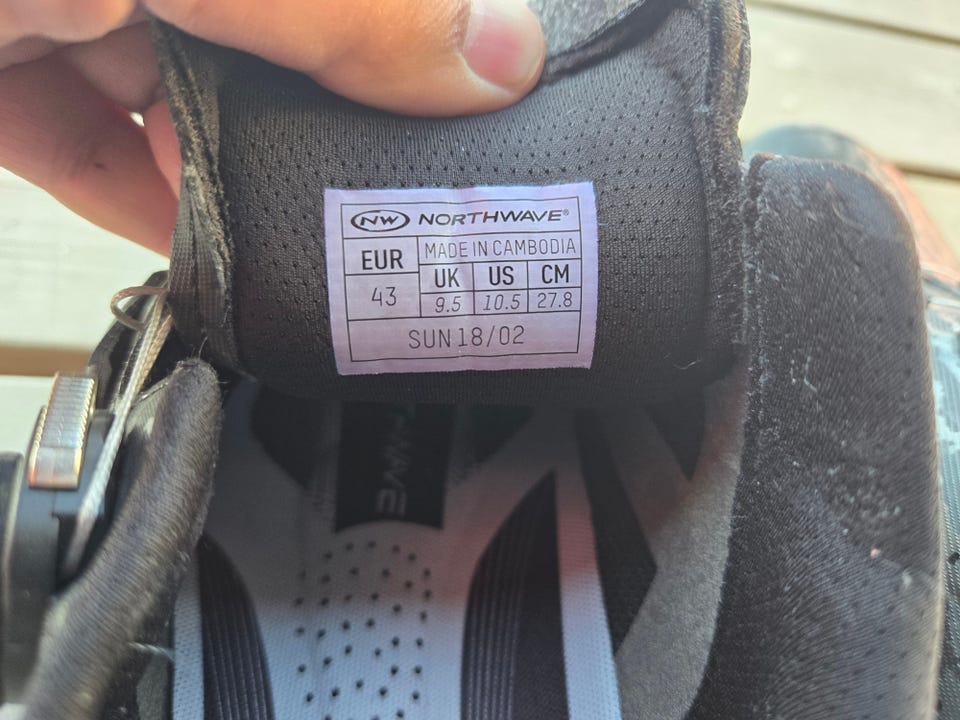 NW NORTHWAVE®
EUR MADE IN CAMBODIA
UK US CM
43 9.5 10.5 27.8
SUN 18/02